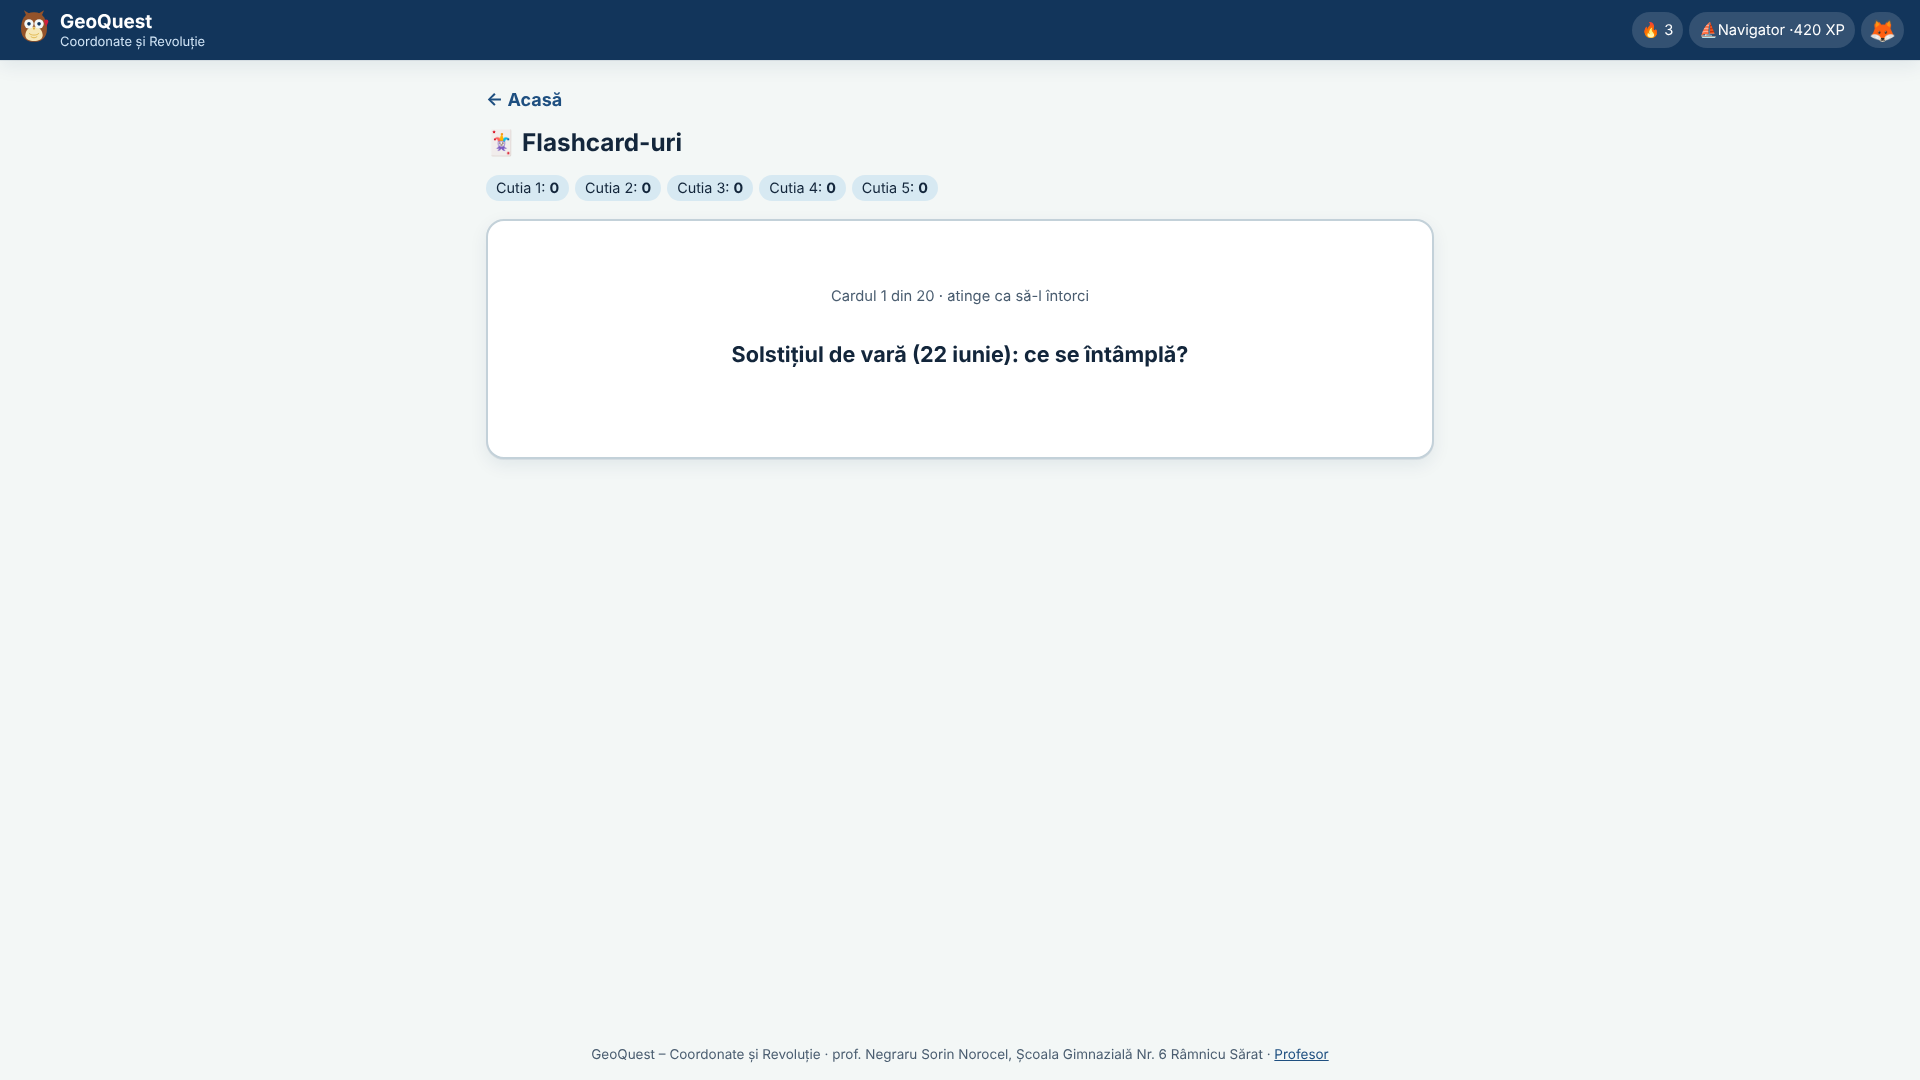 GeoQuest
Coordonate și Revoluție
🔥 3
⛵Navigator ·420 XP
← Acasă
🃏 Flashcard-uri
Cutia 1: 0
Cutia 2: 0
Cutia 3: 0
Cutia 4: 0
Cutia 5: 0
Cardul 1 din 20 · atinge ca să-l întorci
Solstițiul de vară (22 iunie): ce se întâmplă?
GeoQuest – Coordonate și Revoluție · prof. Negraru Sorin Norocel, Școala Gimnazială Nr. 6 Râmnicu Sărat · Profesor